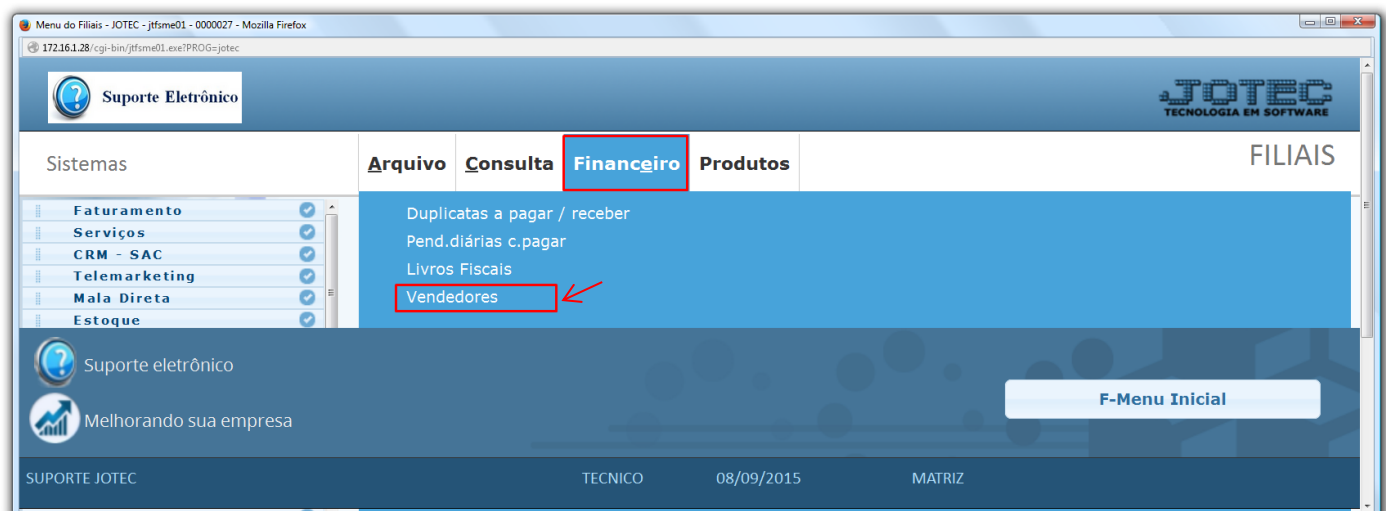 Menu do Filiais - JOTEC - jtfsme01 - 0000027 - Mozilla Firefox
172.16.1.28/cgi-bin/jtfsme01.exe?PROG=jotec
Suporte Eletrônico
JOTEC
TECNOLOGIA EM SOFTWARE
Sistemas
Arquivo Consulta Financeiro Produtos
FILIAIS
Faturamento
Serviços
CRM - SAC
Telemarketing
Mala Direta
Estoque
Duplicatas a pagar / receber
Pend.diárias c.pagar
Livros Fiscais
Vendedores
Suporte eletrônico
Melhorando sua empresa
F-Menu Inicial
SUPORTE JOTEC TECNICO 08/09/2015 MATRIZ